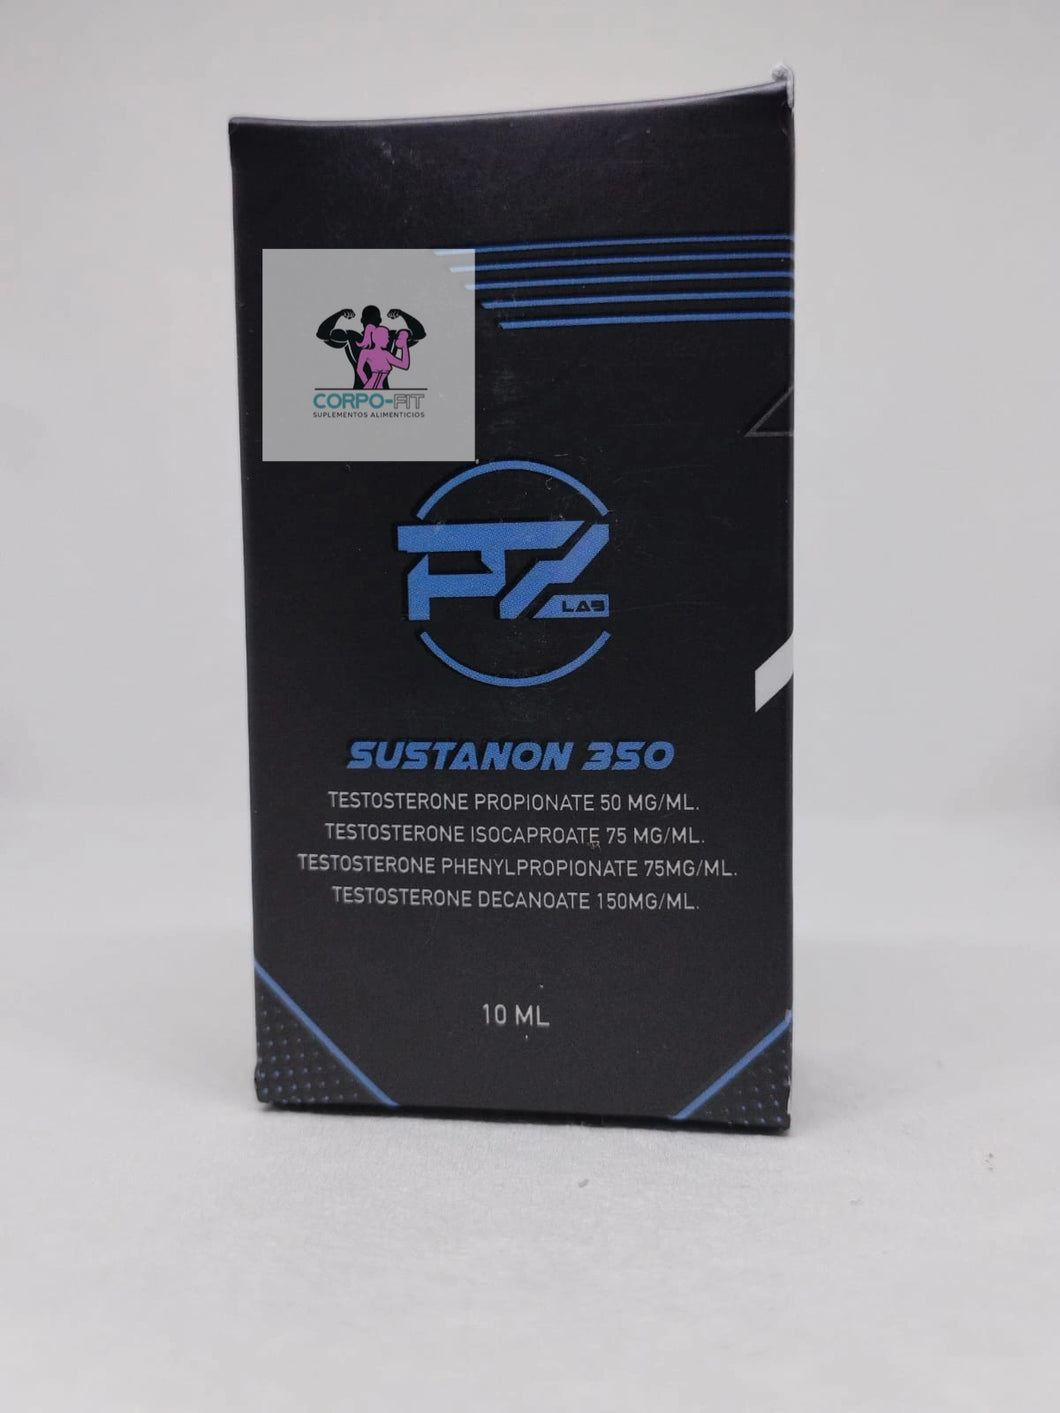 CORPO-FIT
SUPLEMENTOS ALIMENTICIOS
PZ
LAB
SUSTANON 350
TESTOSTERONE PROPIONATE 50 MG/ML.
TESTOSTERONE ISOCAPROATE 75 MG/ML.
TESTOSTERONE PHENYLPROPIONATE 75MG/ML.
TESTOSTERONE DECANOATE 150MG/ML.
10 ML